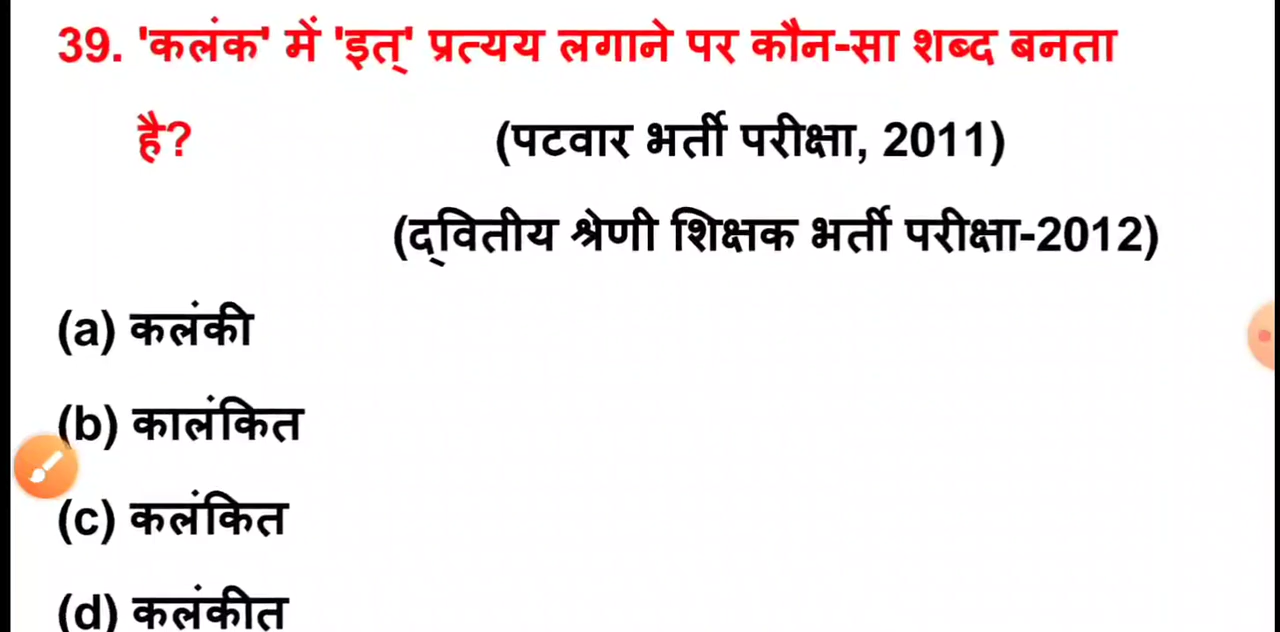 39. 'कलंक' में 'इत्' प्रत्यय लगाने पर कौन-सा शब्द बनता
है? (पटवार भर्ती परीक्षा, 2011)
(द्वितीय श्रेणी शिक्षक भर्ती परीक्षा-2012)
(a) कलंकी
(b) कालंकित
(c) कलंकित
(d) कलंकीत